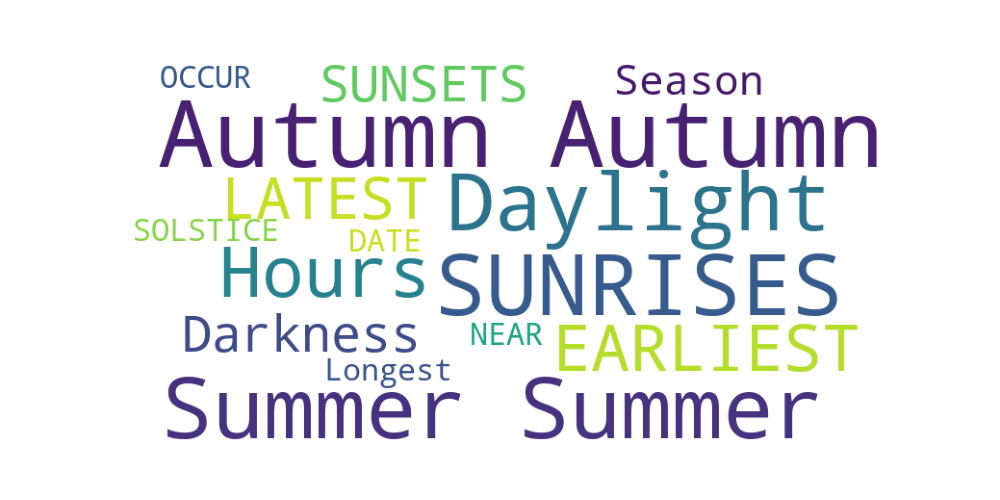 OCCUR SUNSETS Season
Autumn Autumn
LATEST Daylight
SOLSTICE DATE
Hours SUNRISES
Darkness NEAR EARLIEST
Longest
Summer Summer